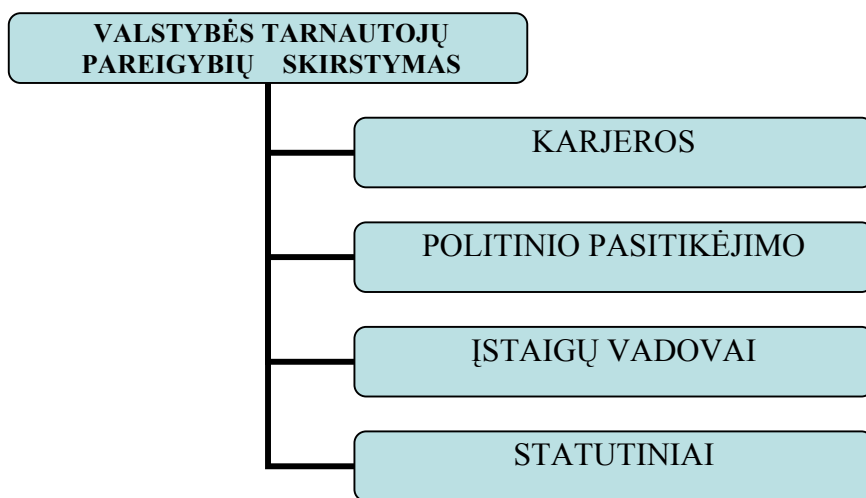 VALSTYBĖS TARNAUTOJŲ
PAREIGYBIŲ SKIRSTYMAS
KARJEROS
POLITINIO PASITIKĖJIMO
ĮSTAIGŲ VADOVAI
STATUTINIAI